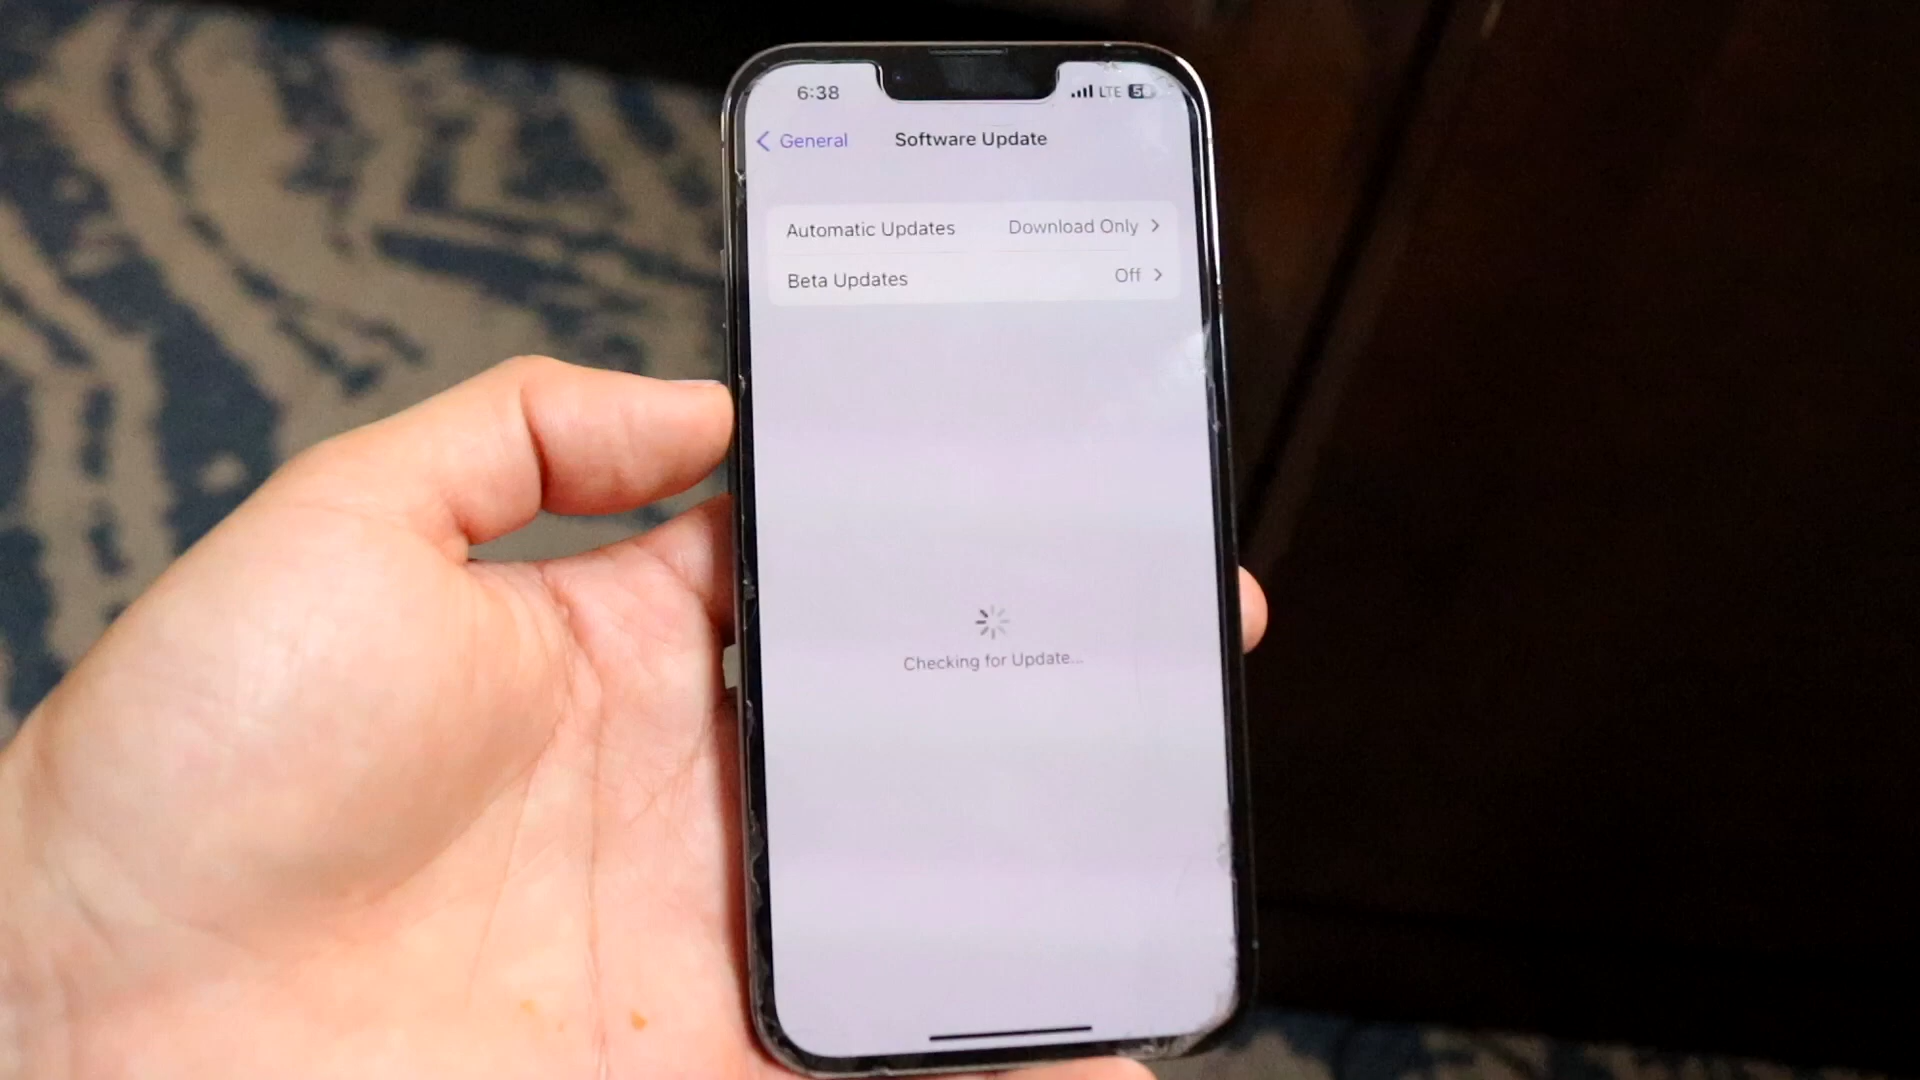 6:38 LTE
General Software Update
Automatic Updates Download Only
Beta Updates Off
Checking for Update...